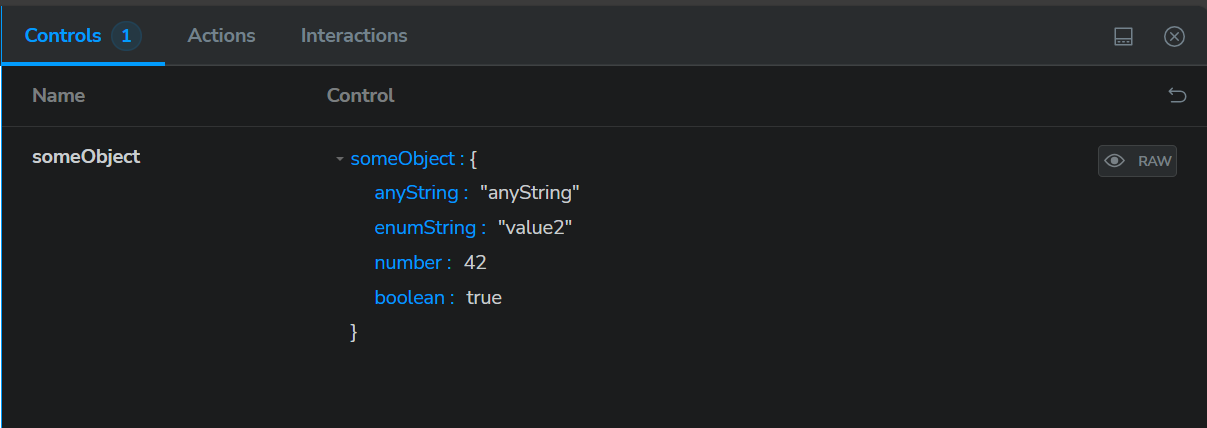 Controls 1 Actions Interactions
Name Control
someObject someObject : { RAW
anyString : "anyString"
enumString : "value2"
number : 42
boolean : true
}